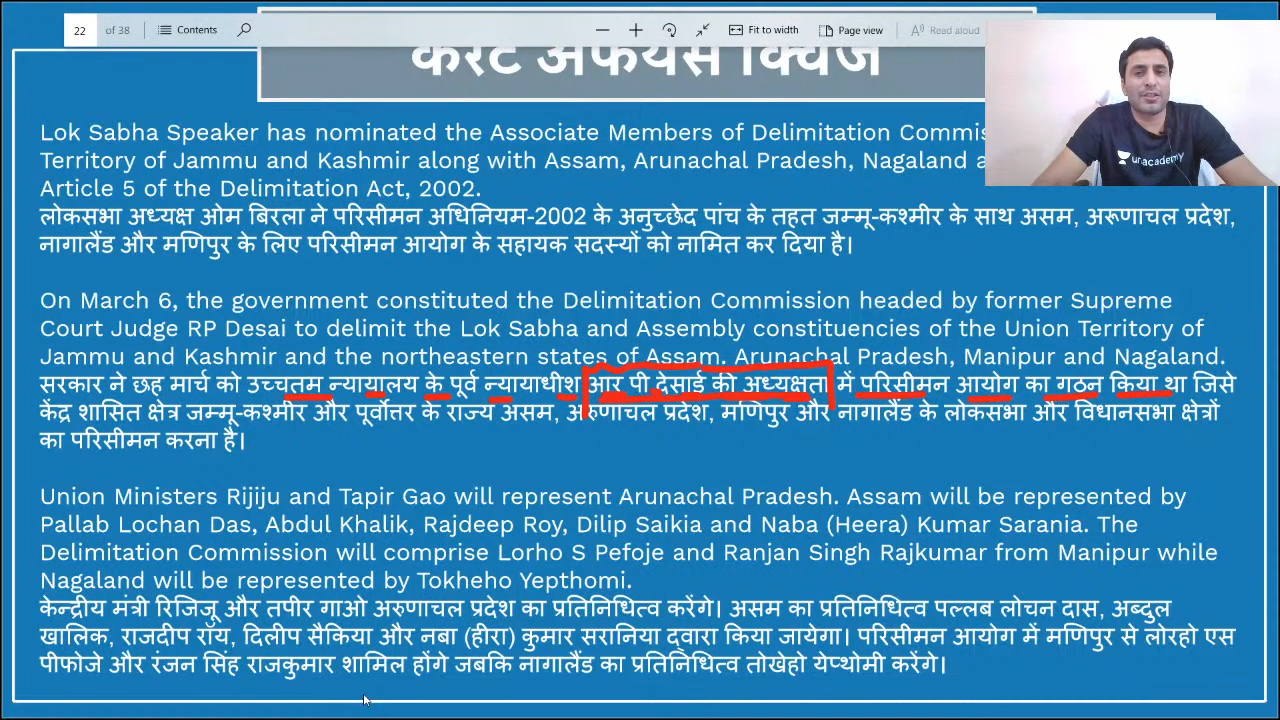 22 of 38 Contents Fit to width Page view Read aloud
करेंट अफेयर्स क्विज
Lok Sabha Speaker has nominated the Associate Members of Delimitation
Territory of Jammu and Kashmir along with Assam, Arunachal Pradesh, Nagaland
Article 5 of the Delimitation Act, 2002.
लोकसभा अध्यक्ष ओम बिरला ने परिसीमन अधिनियम-2002 के अनुच्छेद पांच के तहत जम्मू-कश्मीर के साथ असम, अरूणाचल प्रदेश,
नागालैंड और मणिपुर के लिए परिसीमन आयोग के सहायक सदस्यों को नामित कर दिया है।
On March 6, the government constituted the Delimitation Commission headed by former Supreme
Court Judge RP Desai to delimit the Lok Sabha and Assembly constituencies of the Union Territory of
Jammu and Kashmir and the northeastern states of Assam. Arunachal Pradesh, Manipur and Nagaland.
सरकार ने छह मार्च को उच्चतम न्यायालय के पूर्व न्यायाधीश आर पी देसाई की अध्यक्षता में परिसीमन आयोग का गठन किया था जिसे
केंद्र शासित क्षेत्र जम्मू-कश्मीर और पूर्वोत्तर के राज्य असम, अरुणाचल प्रदेश, मणिपुर और नागालैंड के लोकसभा और विधानसभा क्षेत्रों
का परिसीमन करना है।
Union Ministers Rijiju and Tapir Gao will represent Arunachal Pradesh. Assam will be represented by
Pallab Lochan Das, Abdul Khalik, Rajdeep Roy, Dilip Saikia and Naba (Heera) Kumar Sarania. The
Delimitation Commission will comprise Lorho S Pefoje and Ranjan Singh Rajkumar from Manipur while
Nagaland will be represented by Tokheho Yepthomi.
केन्द्रीय मंत्री रिजिजू और तपीर गाओ अरुणाचल प्रदेश का प्रतिनिधित्व करेंगे। असम का प्रतिनिधित्व पल्लब लोचन दास, अब्दुल
खालिक, राजदीप रॉय, दिलीप सैकिया और नबा (हीरा) कुमार सरानिया द्वारा किया जायेगा। परिसीमन आयोग में मणिपुर से लोरहो एस
पीफोजे और रंजन सिंह राजकुमार शामिल होंगे जबकि नागालैंड का प्रतिनिधित्व तोखेहो येप्थोमी करेंगे।
unacademy